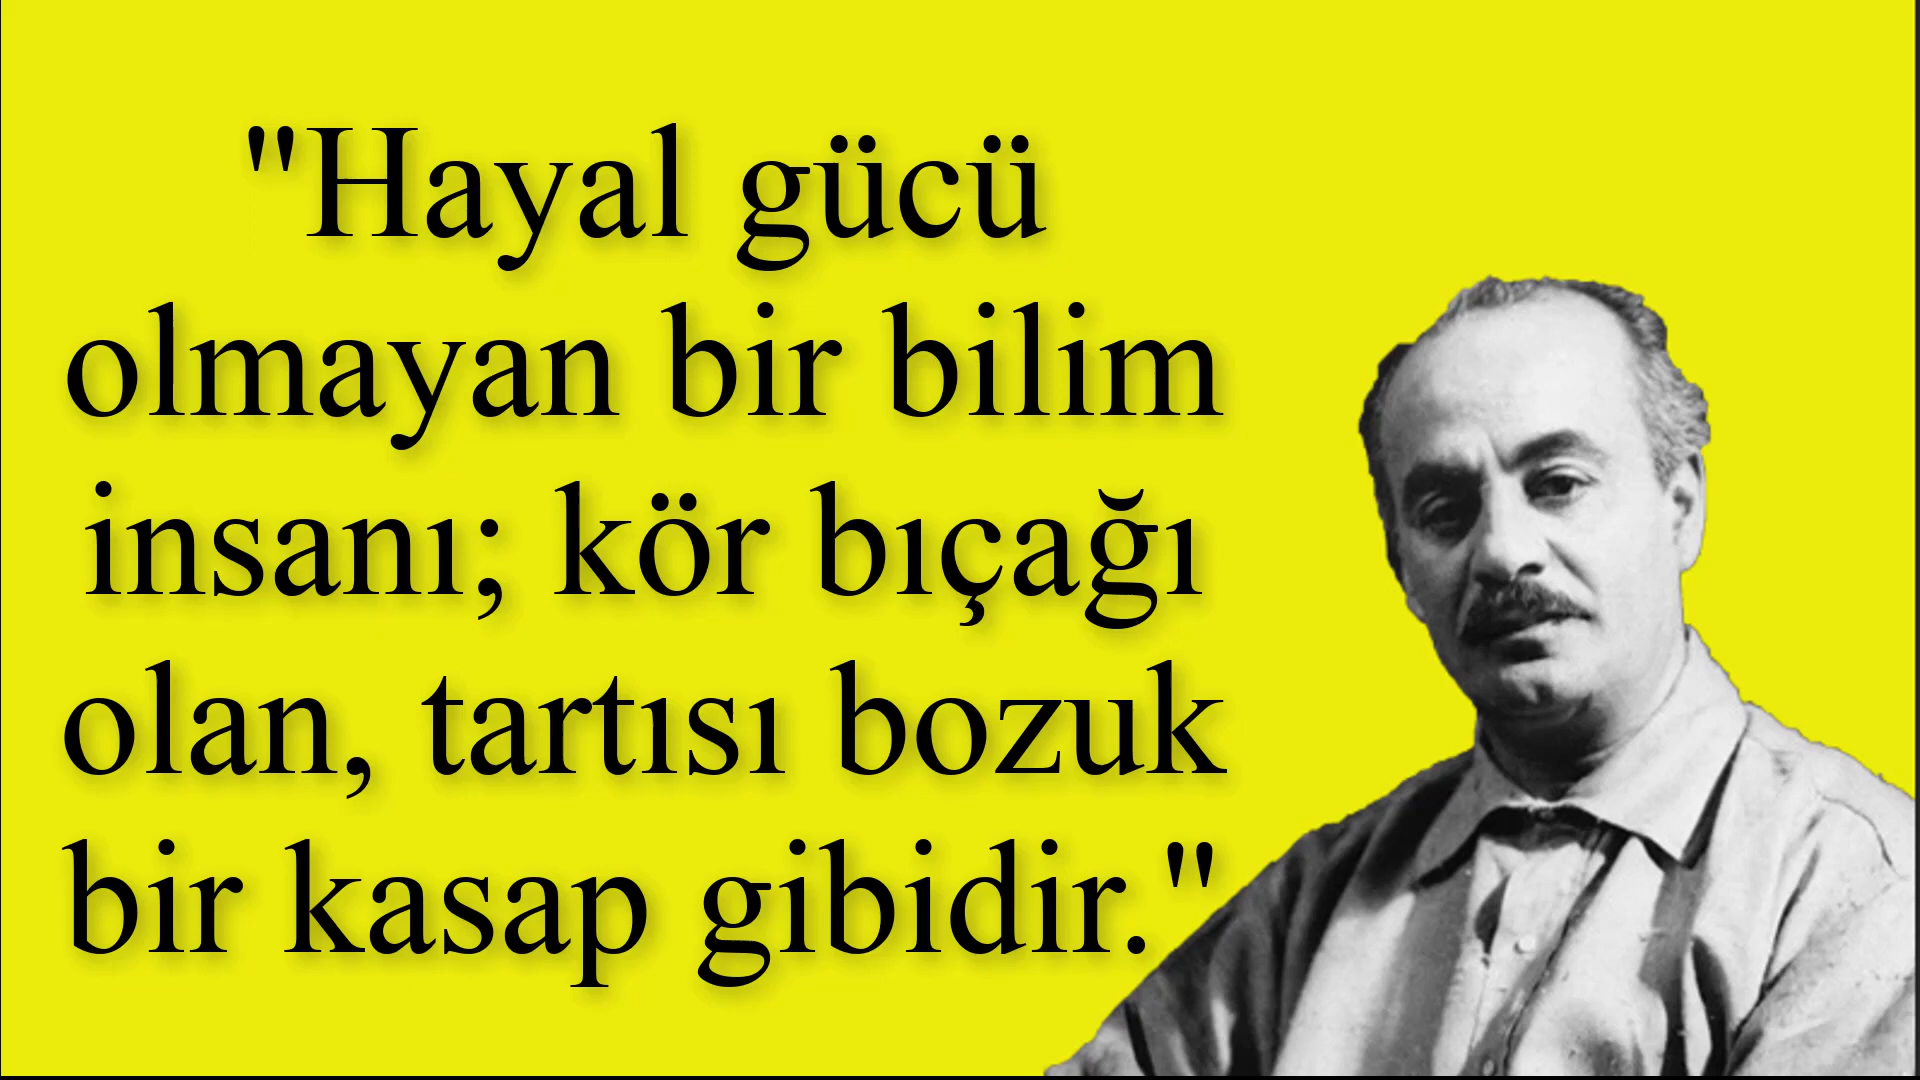 "Hayal gücü
olmayan bir bilim
insanı; kör bıçağı
olan, tartısı bozuk
bir kasap gibidir."